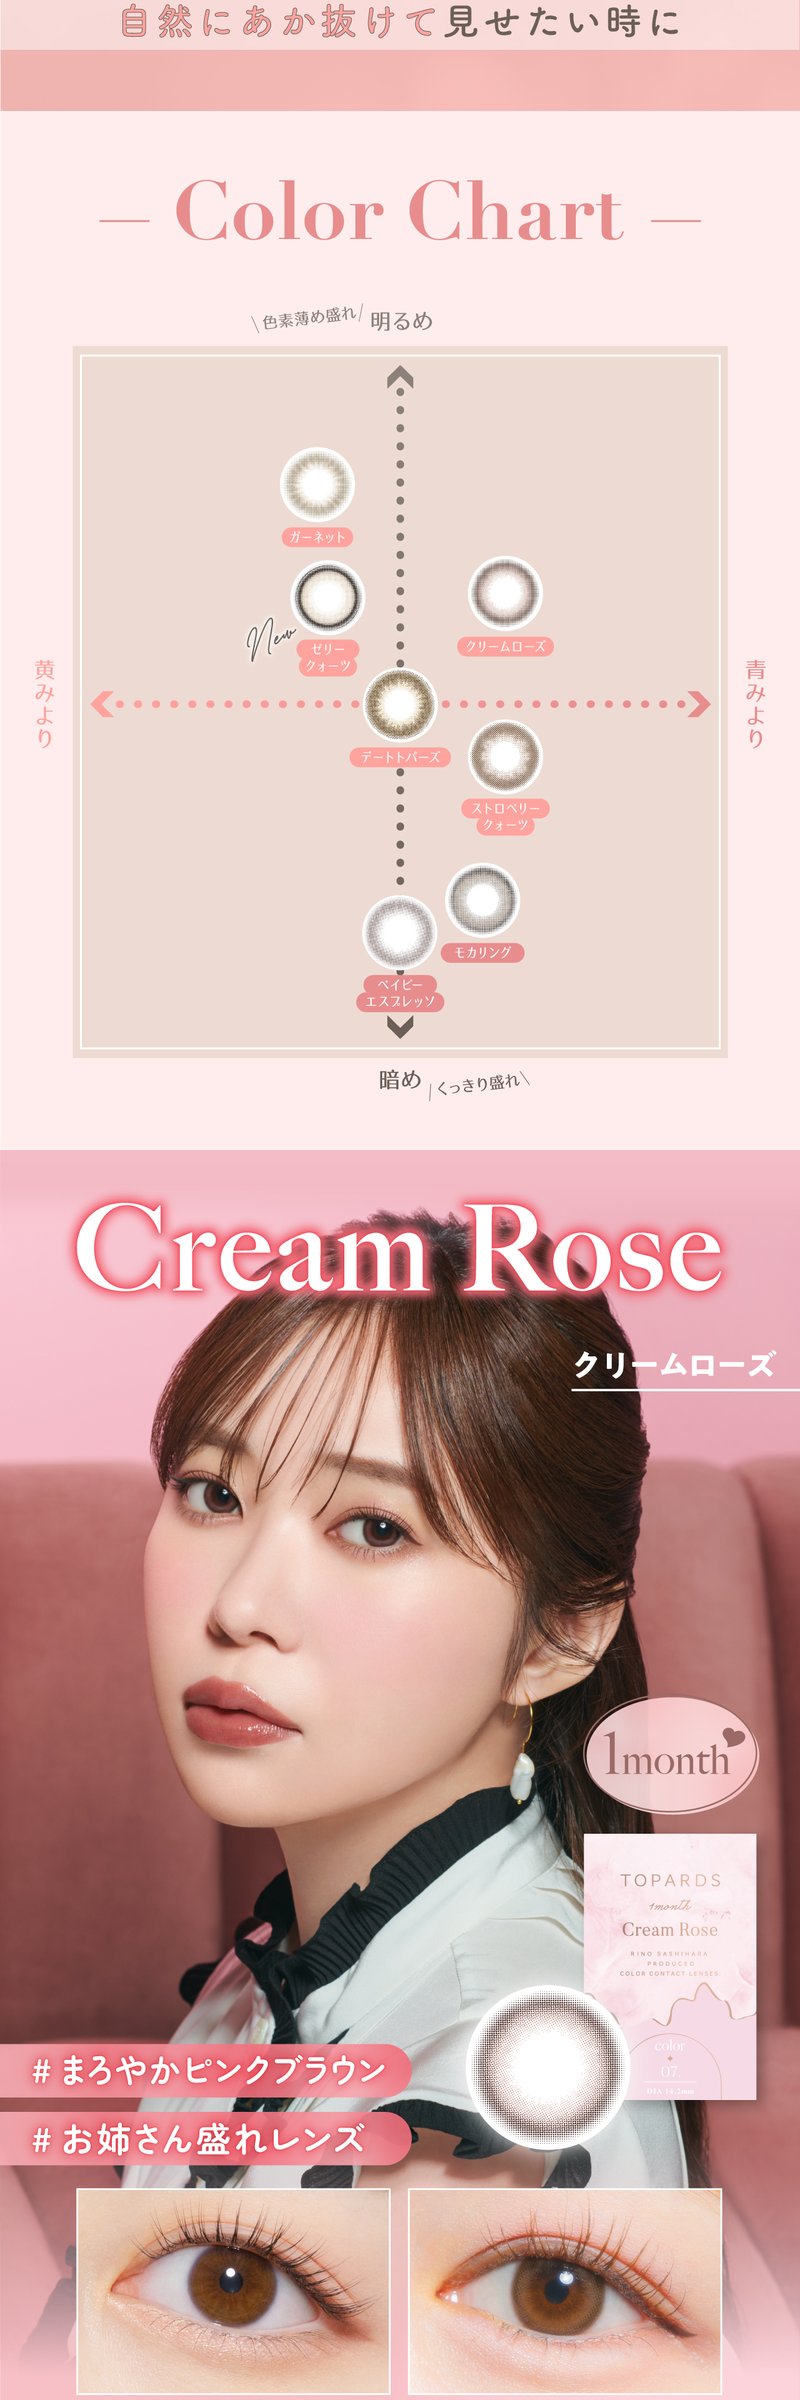 自然にあか抜けて見せたい時に
Color Chart
\色素薄め盛れ/ 明るめ
ガーネット
New
ゼリー
クォーツ
クリームローズ
黄みより
青みより
デートトパーズ
ストロベリー
クォーツ
モカリング
ベイビー
エスプレッソ
暗め /くっきり盛れ\
Cream Rose
クリームローズ
1month
TOPARDS
1month
Cream Rose
RINO SASHIHARA
PRODUCED
COLOR CONTACT LENSES
color
07.
DIA 14.2mm
#まろやかピンクブラウン
#お姉さん盛れレンズ